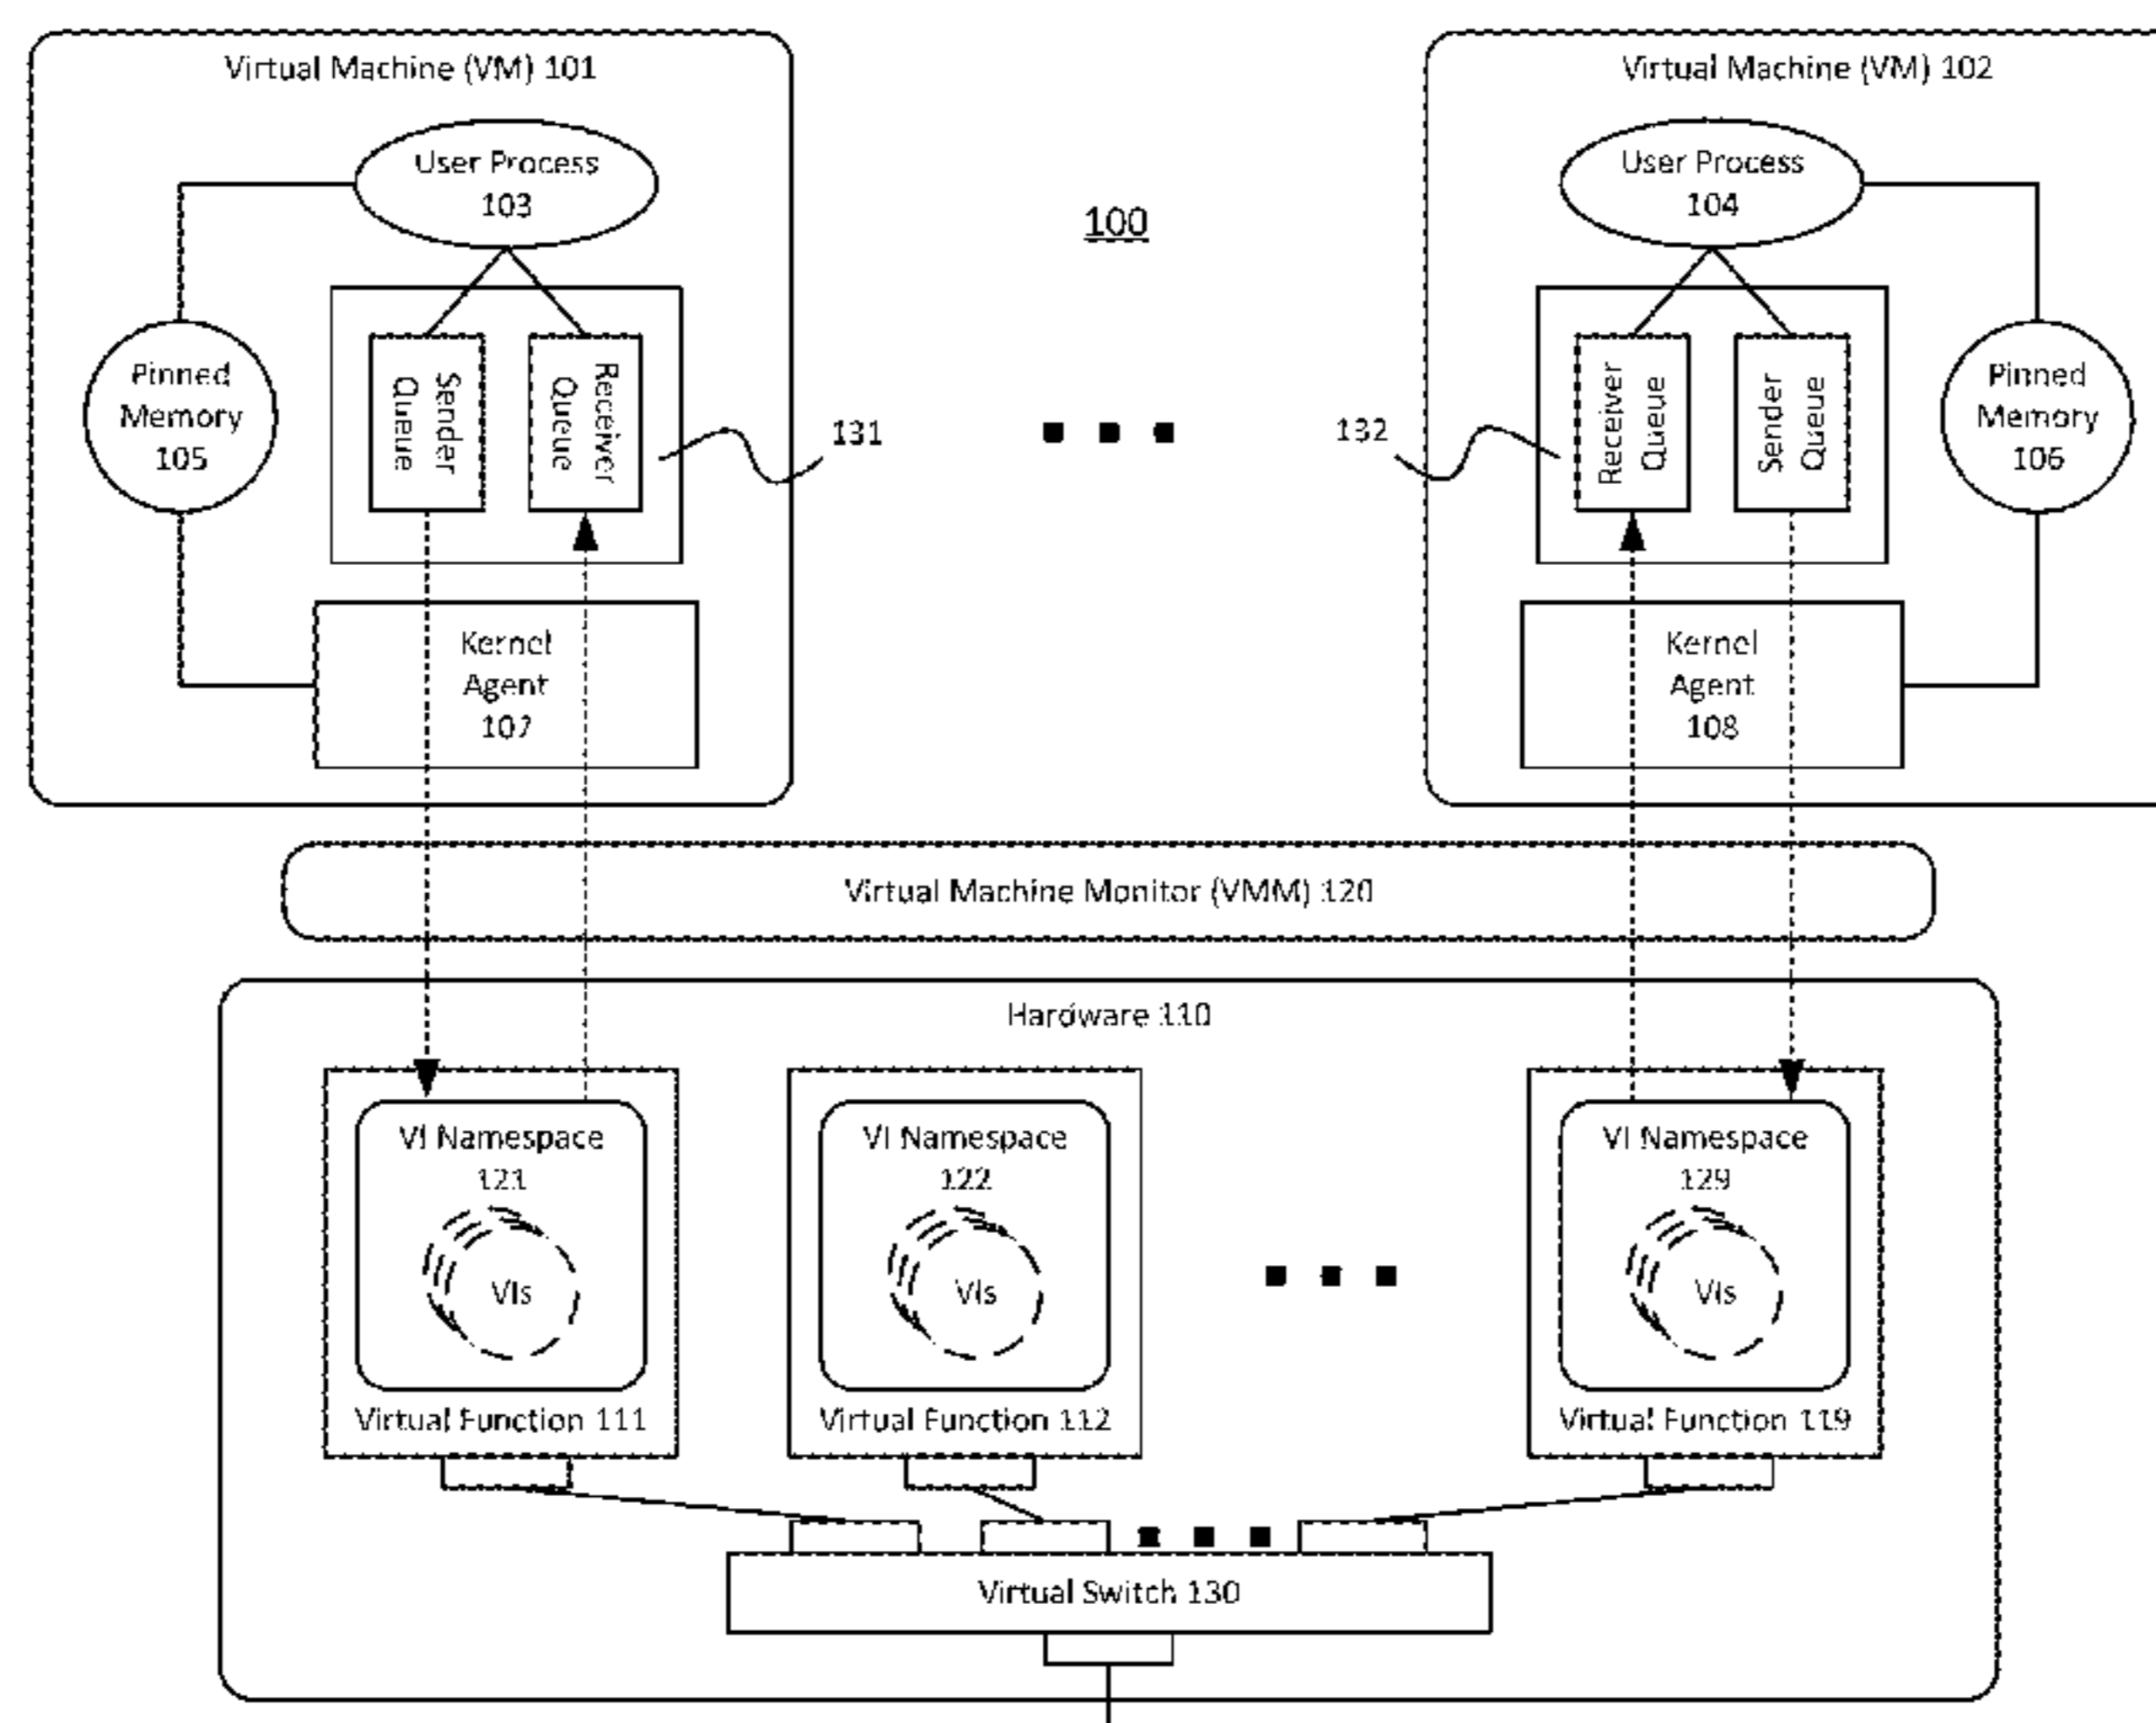 Virtual Machine (VM) 101
User Process
103
Pinned
Memory
105
Sender
Queue
Receiver
Queue
131
Kernel
Agent
107
100
Virtual Machine (VM) 102
User Process
104
132
Receiver
Queue
Sender
Queue
Pinned
Memory
106
Kernel
Agent
108
Virtual Machine Monitor (VMM) 120
Hardware 110
VI Namespace
121
VIs
Virtual Function 111
VI Namespace
122
VIs
Virtual Function 112
VI Namespace
129
VIs
Virtual Function 119
Virtual Switch 130